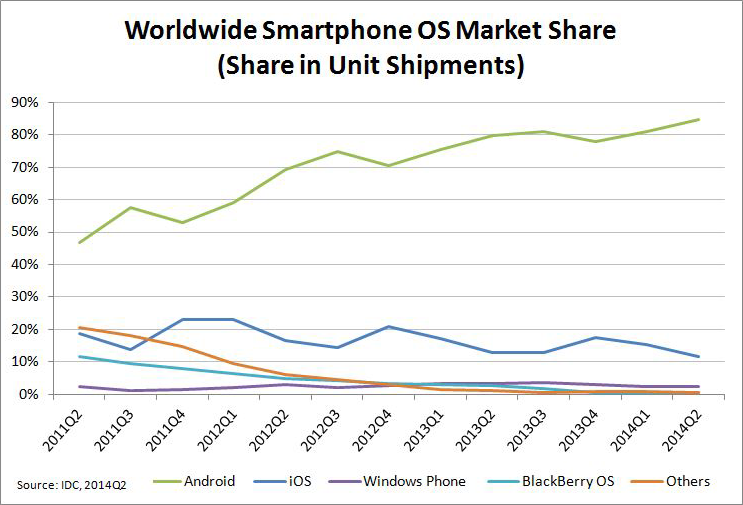 Worldwide Smartphone OS Market Share
(Share in Unit Shipments)
90%
80%
70%
60%
50%
40%
30%
20%
10%
0%
2011Q2
2011Q3
2011Q4
2012Q1
2012Q2
2012Q3
2012Q4
2013Q1
2013Q2
2013Q3
2013Q4
2014Q1
2014Q2
Source: IDC, 2014Q2
Android
iOS
Windows Phone
BlackBerry OS
Others